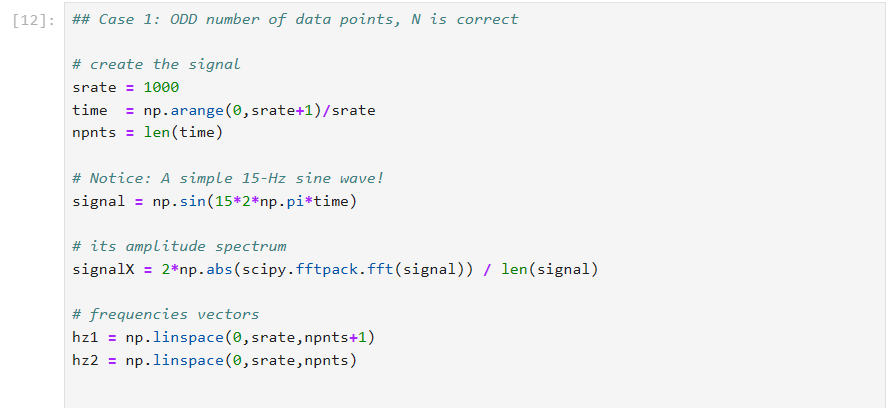 [12]: ## Case 1: ODD number of data points, N is correct
# create the signal
srate = 1000
time  = np.arange(0,srate+1)/srate
npnts = len(time)
# Notice: A simple 15-Hz sine wave!
signal = np.sin(15*2*np.pi*time)
# its amplitude spectrum
signalX = 2*np.abs(scipy.fftpack.fft(signal)) / len(signal)
# frequencies vectors
hz1 = np.linspace(0,srate,npnts+1)
hz2 = np.linspace(0,srate,npnts)